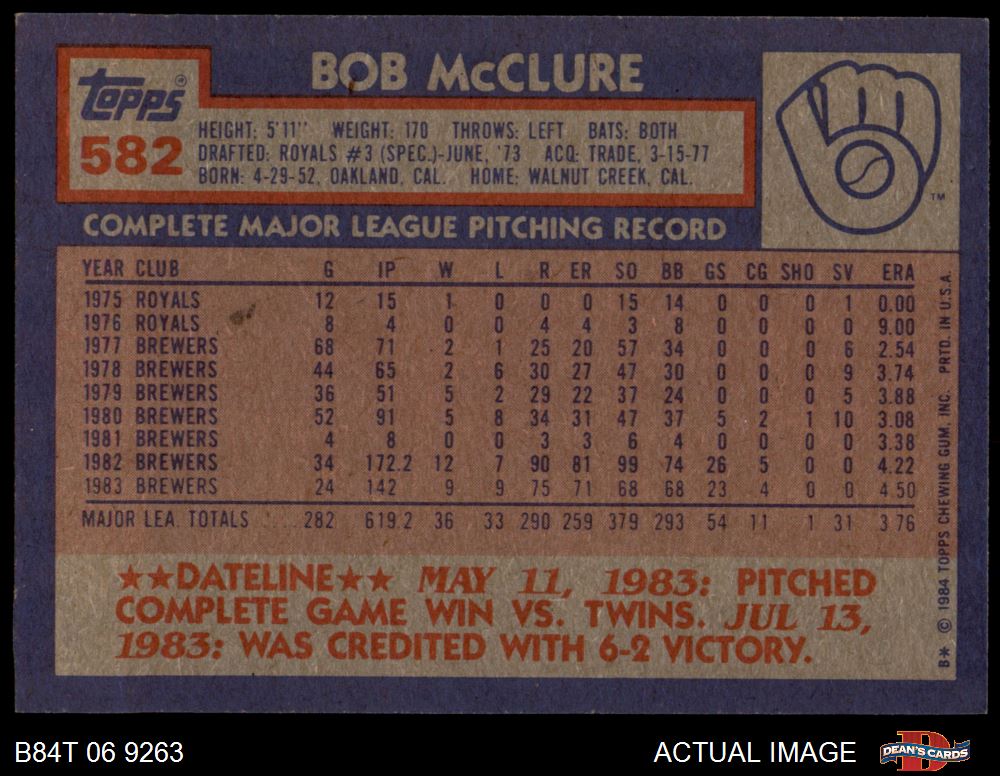 BOB McCLURE
topps®
582
HEIGHT: 5'11" WEIGHT: 170 THROWS: LEFT BATS: BOTH
DRAFTED: ROYALS #3 (SPEC.)-JUNE, '73 ACQ: TRADE, 3-15-77
BORN: 4-29-52, OAKLAND, CAL. HOME: WALNUT CREEK, CAL.
TM
COMPLETE MAJOR LEAGUE PITCHING RECORD
YEAR CLUB G IP W L R ER SO BB GS CG SHO SV ERA
1975 ROYALS 12 15 1 0 0 0 15 14 0 0 0 1 0.00
1976 ROYALS 8 4 0 0 4 4 3 8 0 0 0 0 9.00
1977 BREWERS 68 71 2 1 25 20 57 34 0 0 0 6 2.54
1978 BREWERS 44 65 2 6 30 27 47 30 0 0 0 9 3.74
1979 BREWERS 36 51 5 2 29 22 37 24 0 0 0 5 3.88
1980 BREWERS 52 91 5 8 34 31 47 37 5 2 1 10 3.08
1981 BREWERS 4 8 0 0 3 3 6 4 0 0 0 0 3.38
1982 BREWERS 34 172.2 12 7 90 81 99 74 26 5 0 0 4.22
1983 BREWERS 24 142 9 9 75 71 68 68 23 4 0 0 4.50
MAJOR LEA. TOTALS ..... 282 619.2 36 33 290 259 379 293 54 11 1 31 3.76
★★DATELINE★★ MAY 11, 1983: PITCHED
COMPLETE GAME WIN VS. TWINS. JUL 13,
1983: WAS CREDITED WITH 6-2 VICTORY.
B* © 1984 TOPPS CHEWING GUM, INC. PRTD. IN U.S.A.
B84T 06 9263
ACTUAL IMAGE
D
DEAN'S CARDS